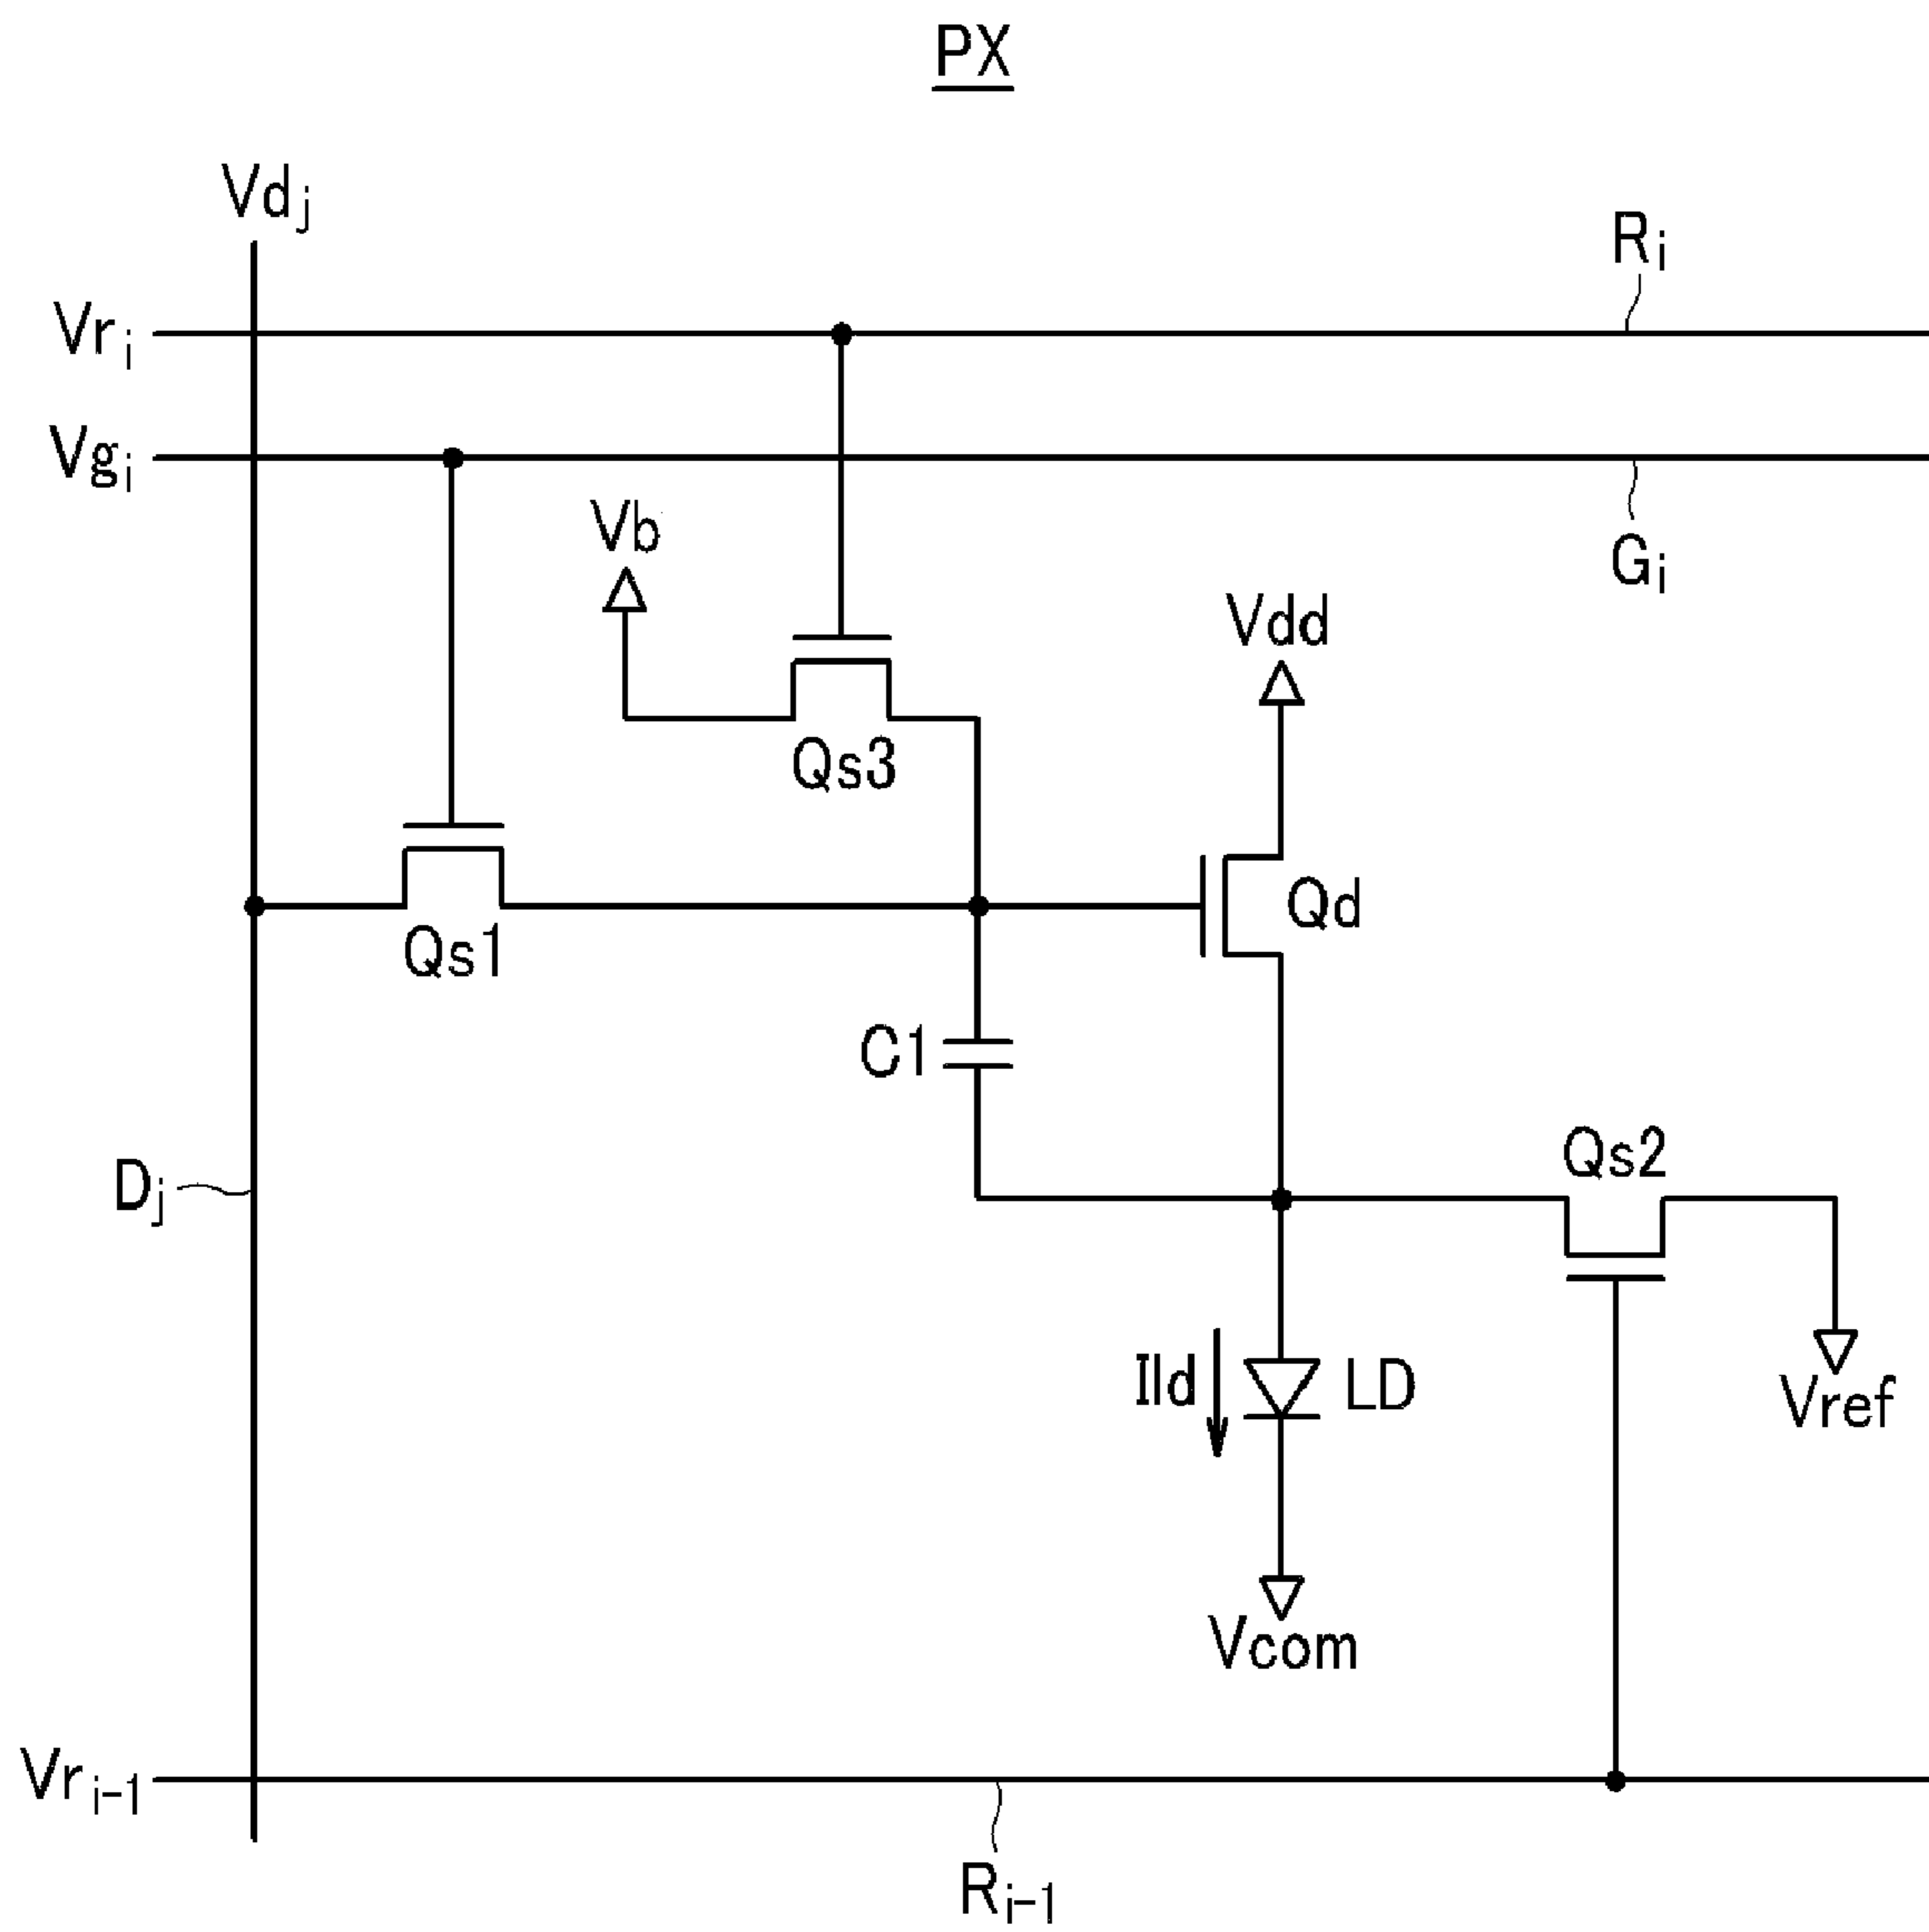 PX
Vdj
Ri
Vri
Vgi
Vb
Gi
Vdd
Qs3
Qd
Qs1
C1
Qs2
Dj
Ild
LD
Vref
Vcom
Vri-1
Ri-1